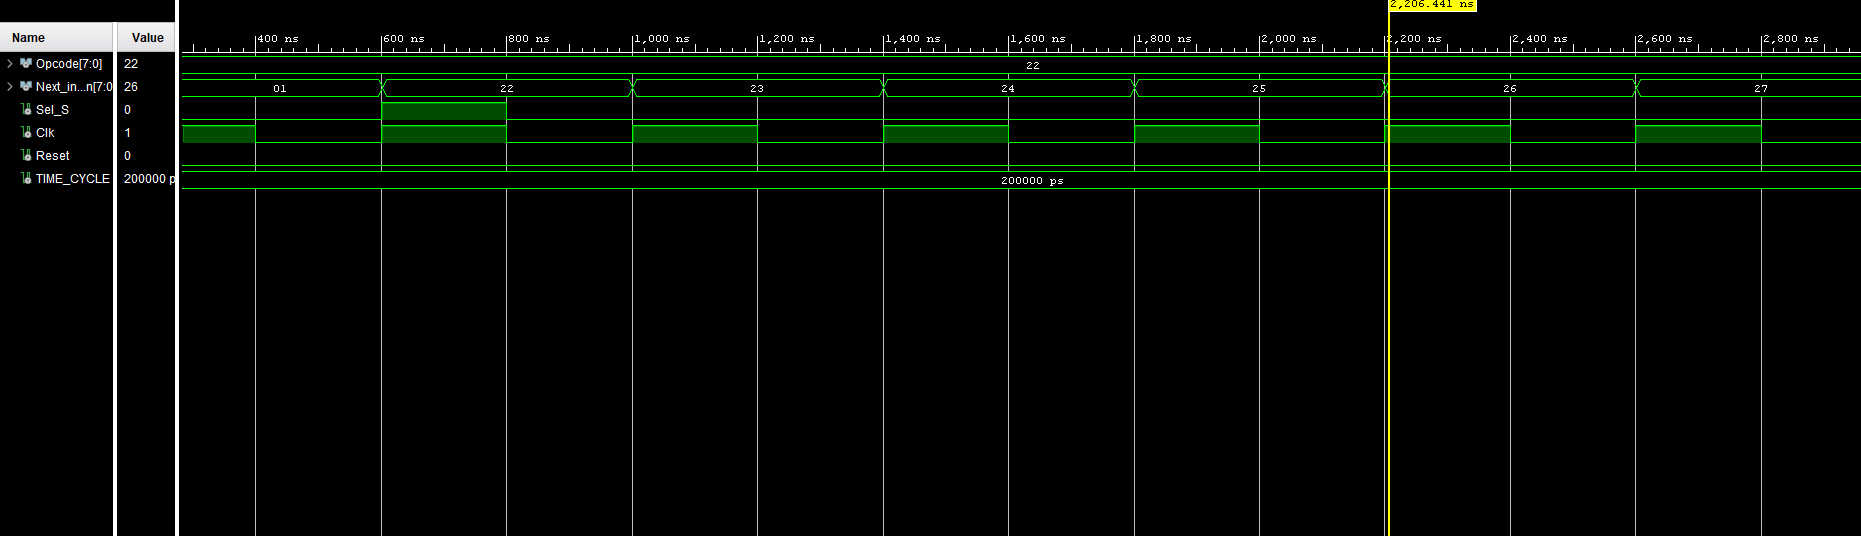 2,206.441 ns
Name Value 400 ns 600 ns 800 ns 1,000 ns 1,200 ns 1,400 ns 1,600 ns 1,800 ns 2,000 ns 2,200 ns 2,400 ns 2,600 ns 2,800 ns
Opcode[7:0] 22 22
Next_in...n[7:0 26 01 22 23 24 25 26 27
Sel_S 0
Clk 1
Reset 0
TIME_CYCLE 200000 p 200000 ps